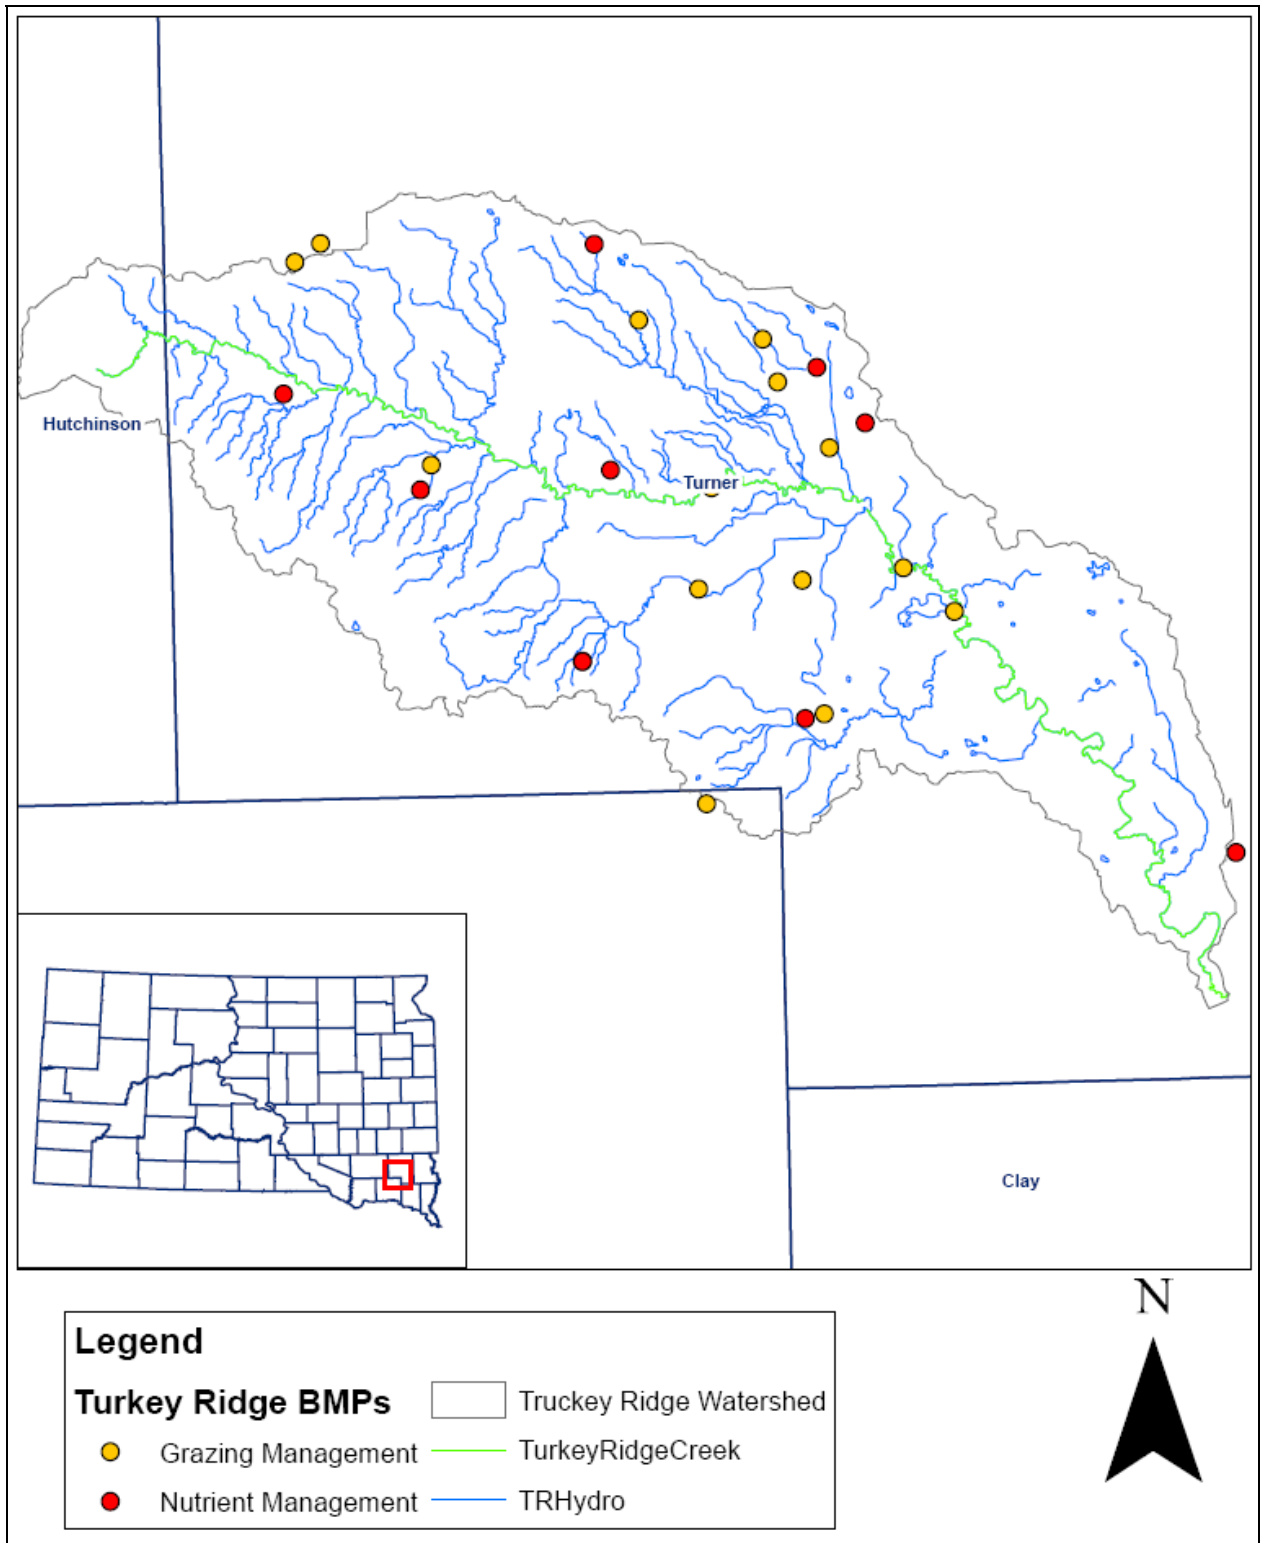 Hutchinson
Turner
Clay
N
Legend
Turkey Ridge BMPs
Truckey Ridge Watershed
Grazing Management
TurkeyRidgeCreek
Nutrient Management
TRHydro